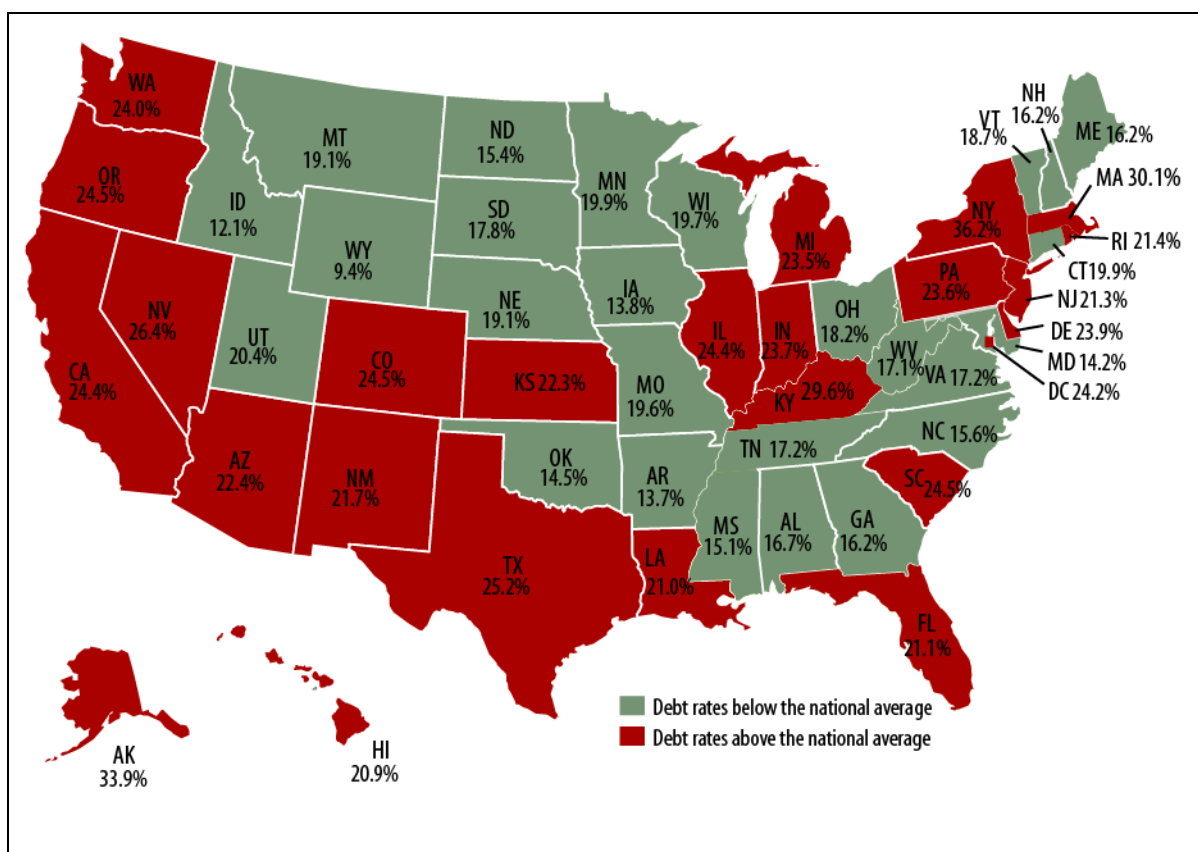 WA
24.0%
OR
24.5%
CA
24.4%
NV
26.4%
ID
12.1%
MT
19.1%
WY
9.4%
UT
20.4%
CO
24.5%
AZ
22.4%
NM
21.7%
ND
15.4%
SD
17.8%
NE
19.1%
KS 22.3%
OK
14.5%
TX
25.2%
MN
19.9%
IA
13.8%
MO
19.6%
AR
13.7%
LA
21.0%
WI
19.7%
IL
24.4%
MI
23.5%
IN
23.7%
OH
18.2%
KY 29.6%
TN 17.2%
MS
15.1%
AL
16.7%
GA
16.2%
FL
21.1%
SC 24.5%
NC 15.6%
VA 17.2%
WV
17.1%
PA
23.6%
NY
36.2%
VT
18.7%
NH
16.2%
ME 16.2%
MA 30.1%
RI 21.4%
CT19.9%
NJ 21.3%
DE 23.9%
MD 14.2%
DC 24.2%
AK
33.9%
HI
20.9%
Debt rates below the national average
Debt rates above the national average